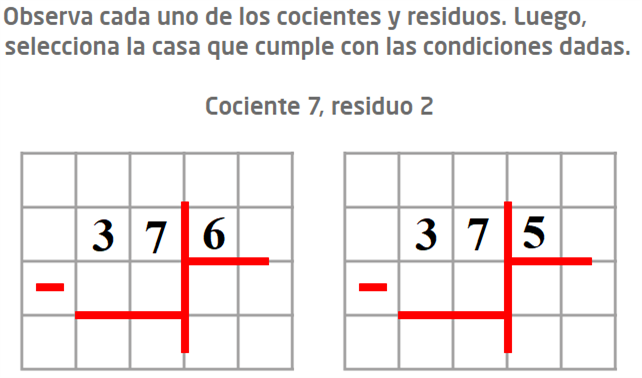 Observa cada uno de los cocientes y residuos. Luego,
selecciona la casa que cumple con las condiciones dadas.
Cociente 7, residuo 2
3 7 6 3 7 5
- -